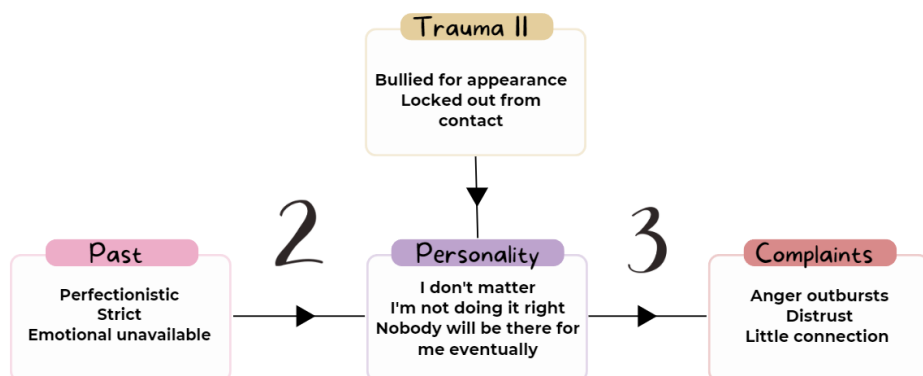 Trauma II
Bullied for appearance
Locked out from
contact
2
3
Past
Perfectionistic
Strict
Emotional unavailable
Personality
I don't matter
I'm not doing it right
Nobody will be there for
me eventually
Complaints
Anger outbursts
Distrust
Little connection